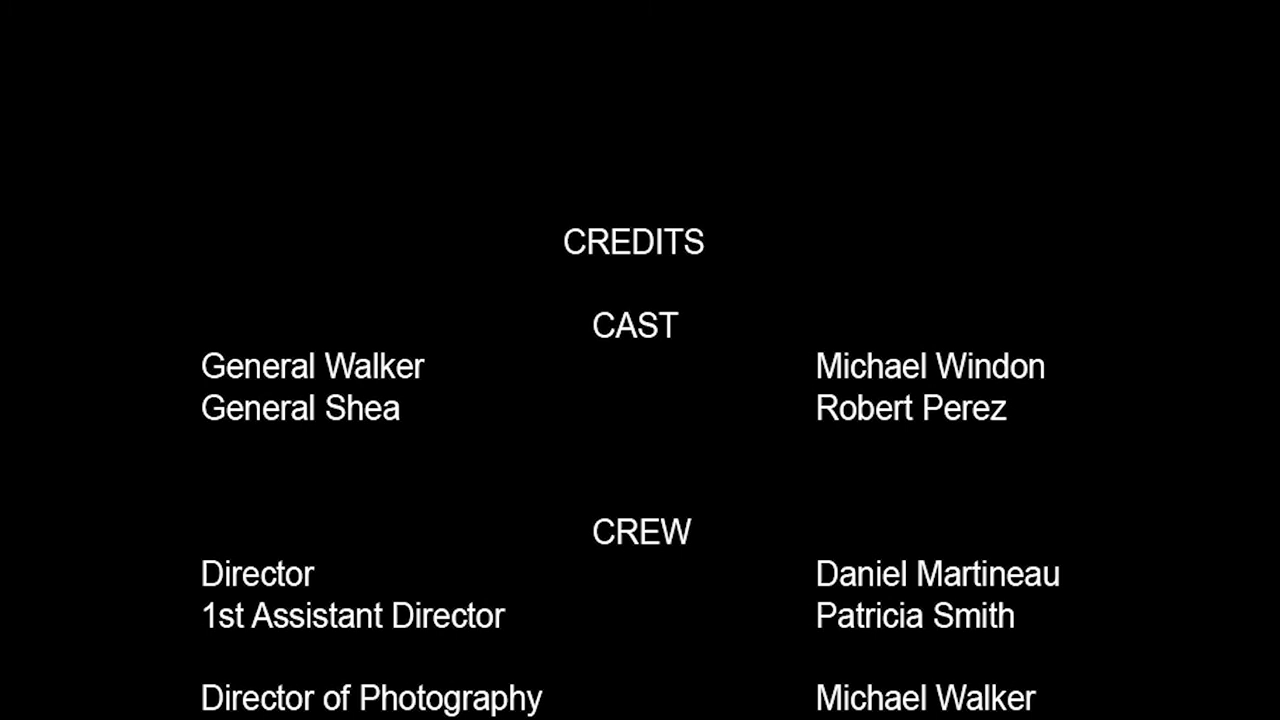 CREDITS
CAST
General Walker Michael Windon
General Shea Robert Perez
CREW
Director Daniel Martineau
1st Assistant Director Patricia Smith
Director of Photography Michael Walker